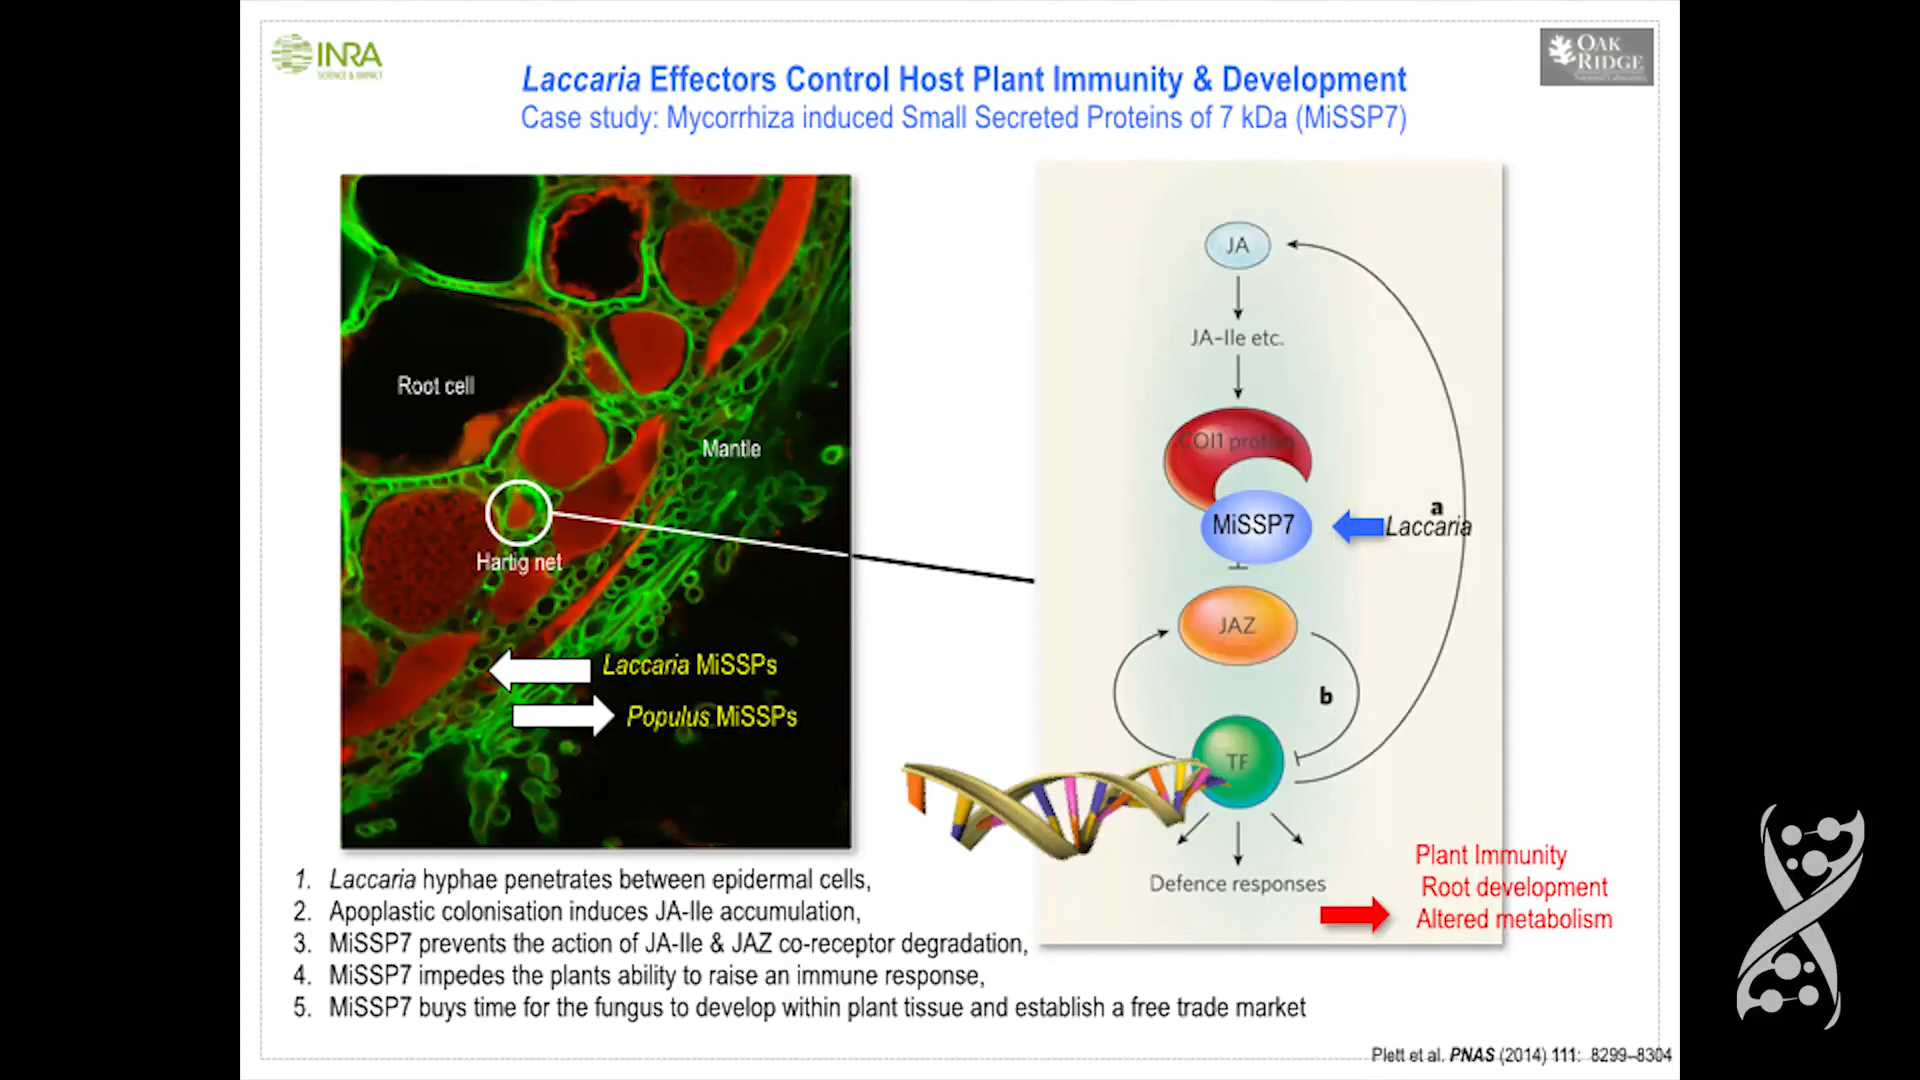 INRA
SCIENCE & IMPACT
OAK
RIDGE
National Laboratory
Laccaria Effectors Control Host Plant Immunity & Development
Case study: Mycorrhiza induced Small Secreted Proteins of 7 kDa (MiSSP7)
Root cell
Mantle
Hartig net
Laccaria MiSSPs
Populus MiSSPs
JA
JA-Ile etc.
COI1 protein
MiSSP7
a
Laccaria
JAZ
b
TF
Defence responses
Plant Immunity
Root development
Altered metabolism
1. Laccaria hyphae penetrates between epidermal cells,
2. Apoplastic colonisation induces JA-Ile accumulation,
3. MiSSP7 prevents the action of JA-Ile & JAZ co-receptor degradation,
4. MiSSP7 impedes the plants ability to raise an immune response,
5. MiSSP7 buys time for the fungus to develop within plant tissue and establish a free trade market
Plett et al. PNAS (2014) 111: 8299–8304